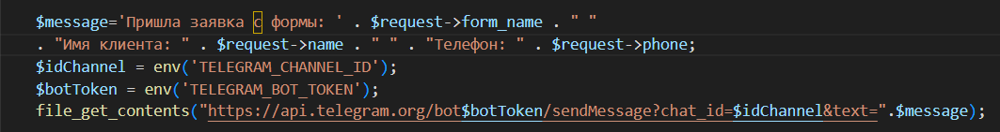 $message='Пришла заявка с формы: ' . $request->form_name . " "
. "Имя клиента: " . $request->name . " " . "Телефон: " . $request->phone;
$idChannel = env('TELEGRAM_CHANNEL_ID');
$botToken = env('TELEGRAM_BOT_TOKEN');
file_get_contents("https://api.telegram.org/bot$botToken/sendMessage?chat_id=$idChannel&text=".$message);